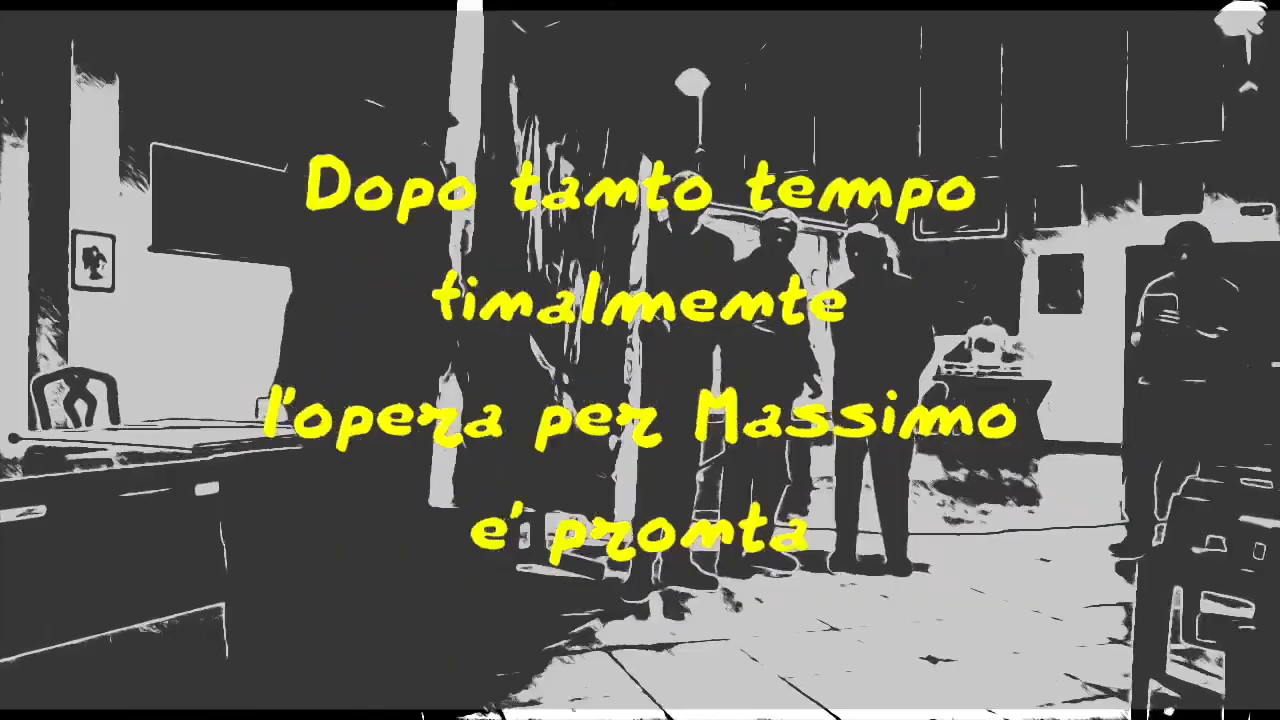 Dopo tanto tempo
finalmente
l'opera per Massimo
e' pronta